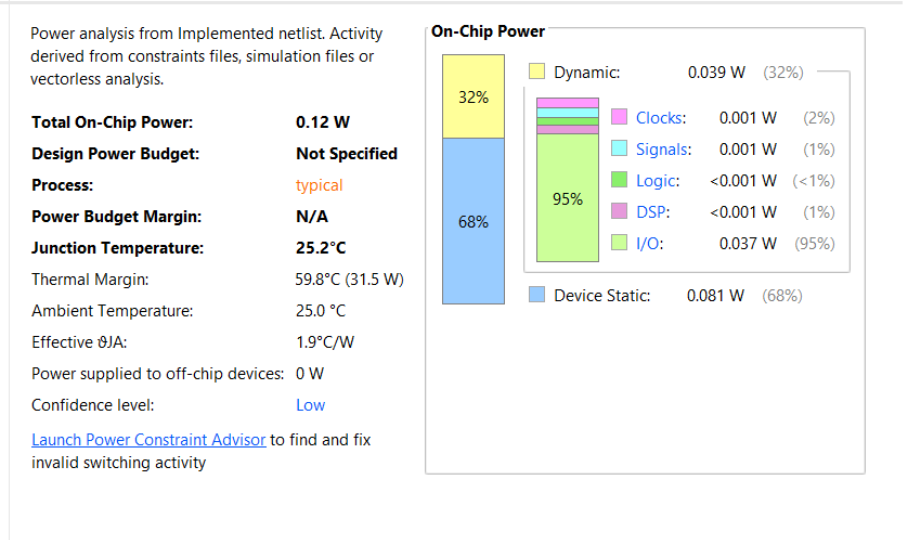 Power analysis from Implemented netlist. Activity
derived from constraints files, simulation files or
vectorless analysis.
Total On-Chip Power: 0.12 W
Design Power Budget: Not Specified
Process: typical
Power Budget Margin: N/A
Junction Temperature: 25.2°C
Thermal Margin: 59.8°C (31.5 W)
Ambient Temperature: 25.0 °C
Effective ϑJA: 1.9°C/W
Power supplied to off-chip devices: 0 W
Confidence level: Low
Launch Power Constraint Advisor to find and fix
invalid switching activity
On-Chip Power
32%
68%
Dynamic: 0.039 W (32%)
95%
Clocks: 0.001 W (2%)
Signals: 0.001 W (1%)
Logic: <0.001 W (<1%)
DSP: <0.001 W (1%)
I/O: 0.037 W (95%)
Device Static: 0.081 W (68%)